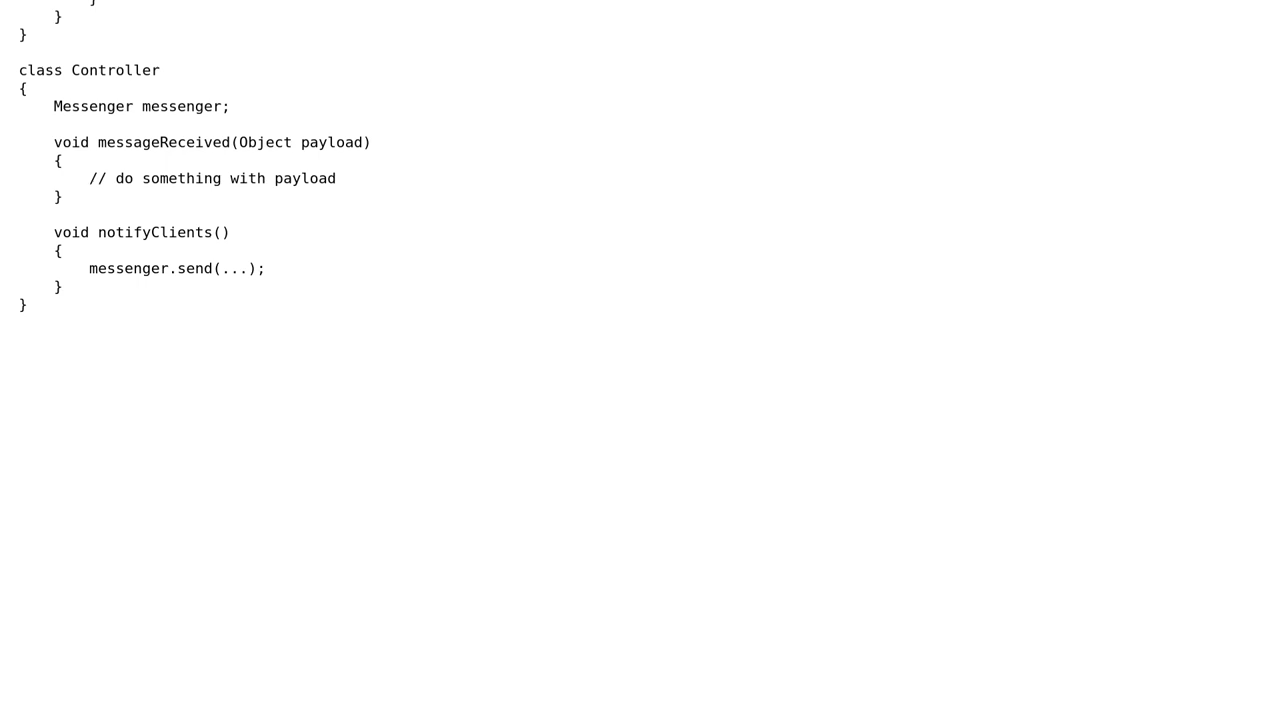 }
}

class Controller
{
    Messenger messenger;

    void messageReceived(Object payload)
    {
        // do something with payload
    }

    void notifyClients()
    {
        messenger.send(...);
    }
}